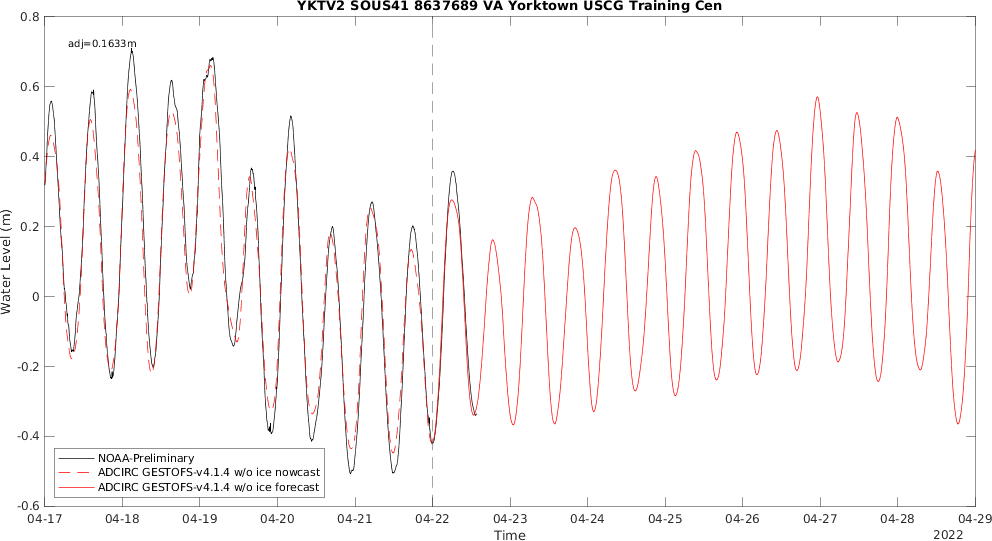 YKTV2 SOUS41 8637689 VA Yorktown USCG Training Cen
adj=0.1633m
0.8
0.6
0.4
0.2
0
-0.2
-0.4
-0.6
Water Level (m)
NOAA-Preliminary
ADCIRC GESTOFS-v4.1.4 w/o ice nowcast
ADCIRC GESTOFS-v4.1.4 w/o ice forecast
04-17 04-18 04-19 04-20 04-21 04-22 04-23 04-24 04-25 04-26 04-27 04-28 04-29
Time
2022